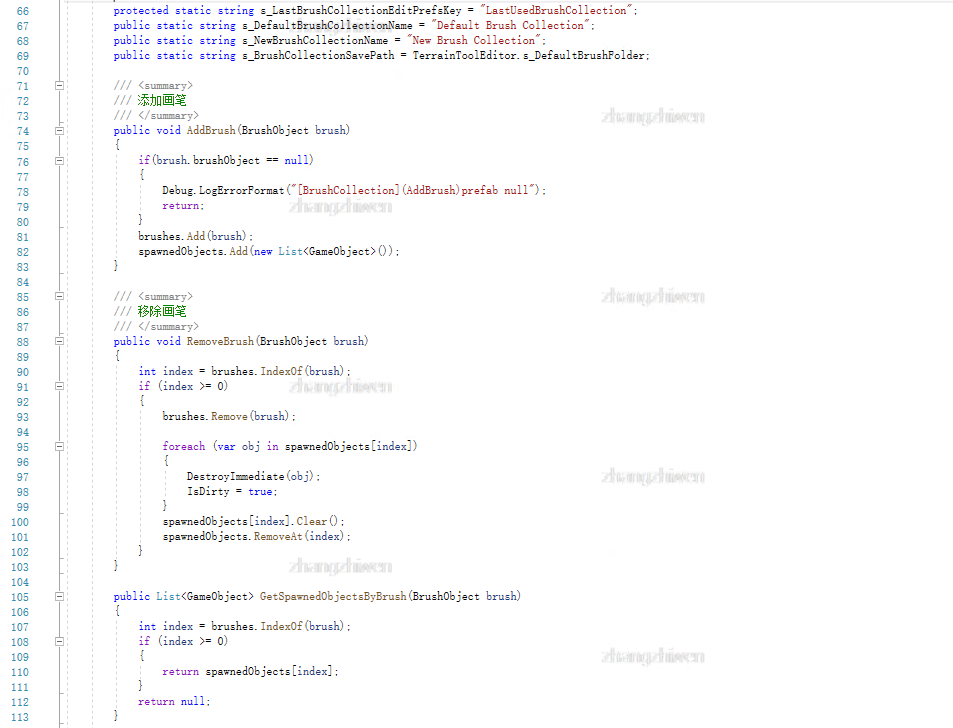 66 protected static string s_LastBrushCollectionEditPrefsKey = "LastUsedBrushCollection";
67 public static string s_DefaultBrushCollectionName = "Default Brush Collection";
68 public static string s_NewBrushCollectionName = "New Brush Collection";
69 public static string s_BrushCollectionSavePath = TerrainToolEditor.s_DefaultBrushFolder;
70
71 /// <summary>
72 /// 添加画笔
73 /// </summary>
zhangzhiwen
74 public void AddBrush(BrushObject brush)
75 {
76 if(brush.brushObject == null)
77 {
78 Debug.LogErrorFormat("[BrushCollection](AddBrush)prefab null");
79 return;
zhangzhiwen
80 }
81 brushes.Add(brush);
82 spawnedObjects.Add(new List<GameObject>());
83 }
84
85 /// <summary>
zhangzhiwen
86 /// 移除画笔
87 /// </summary>
88 public void RemoveBrush(BrushObject brush)
89 {
90 int index = brushes.IndexOf(brush);
91 if (index >= 0)
zhangzhiwen
92 {
93 brushes.Remove(brush);
94
95 foreach (var obj in spawnedObjects[index])
96 {
97 DestroyImmediate(obj);
zhangzhiwen
98 IsDirty = true;
99 }
100 spawnedObjects[index].Clear();
101 spawnedObjects.RemoveAt(index);
102 }
103 }
zhangzhiwen
104
105 public List<GameObject> GetSpawnedObjectsByBrush(BrushObject brush)
106 {
107 int index = brushes.IndexOf(brush);
108 if (index >= 0)
109 {
zhangzhiwen
110 return spawnedObjects[index];
111 }
112 return null;
113 }